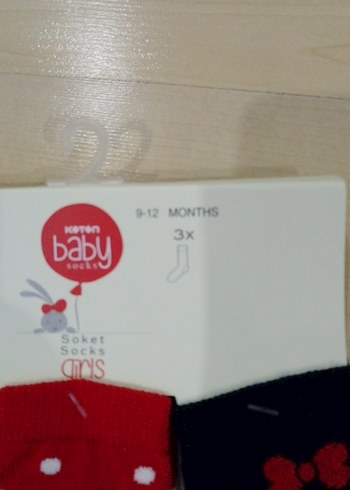 9-12 MONTHS
3x
KOTON
baby
socks
Soket
Socks
girls